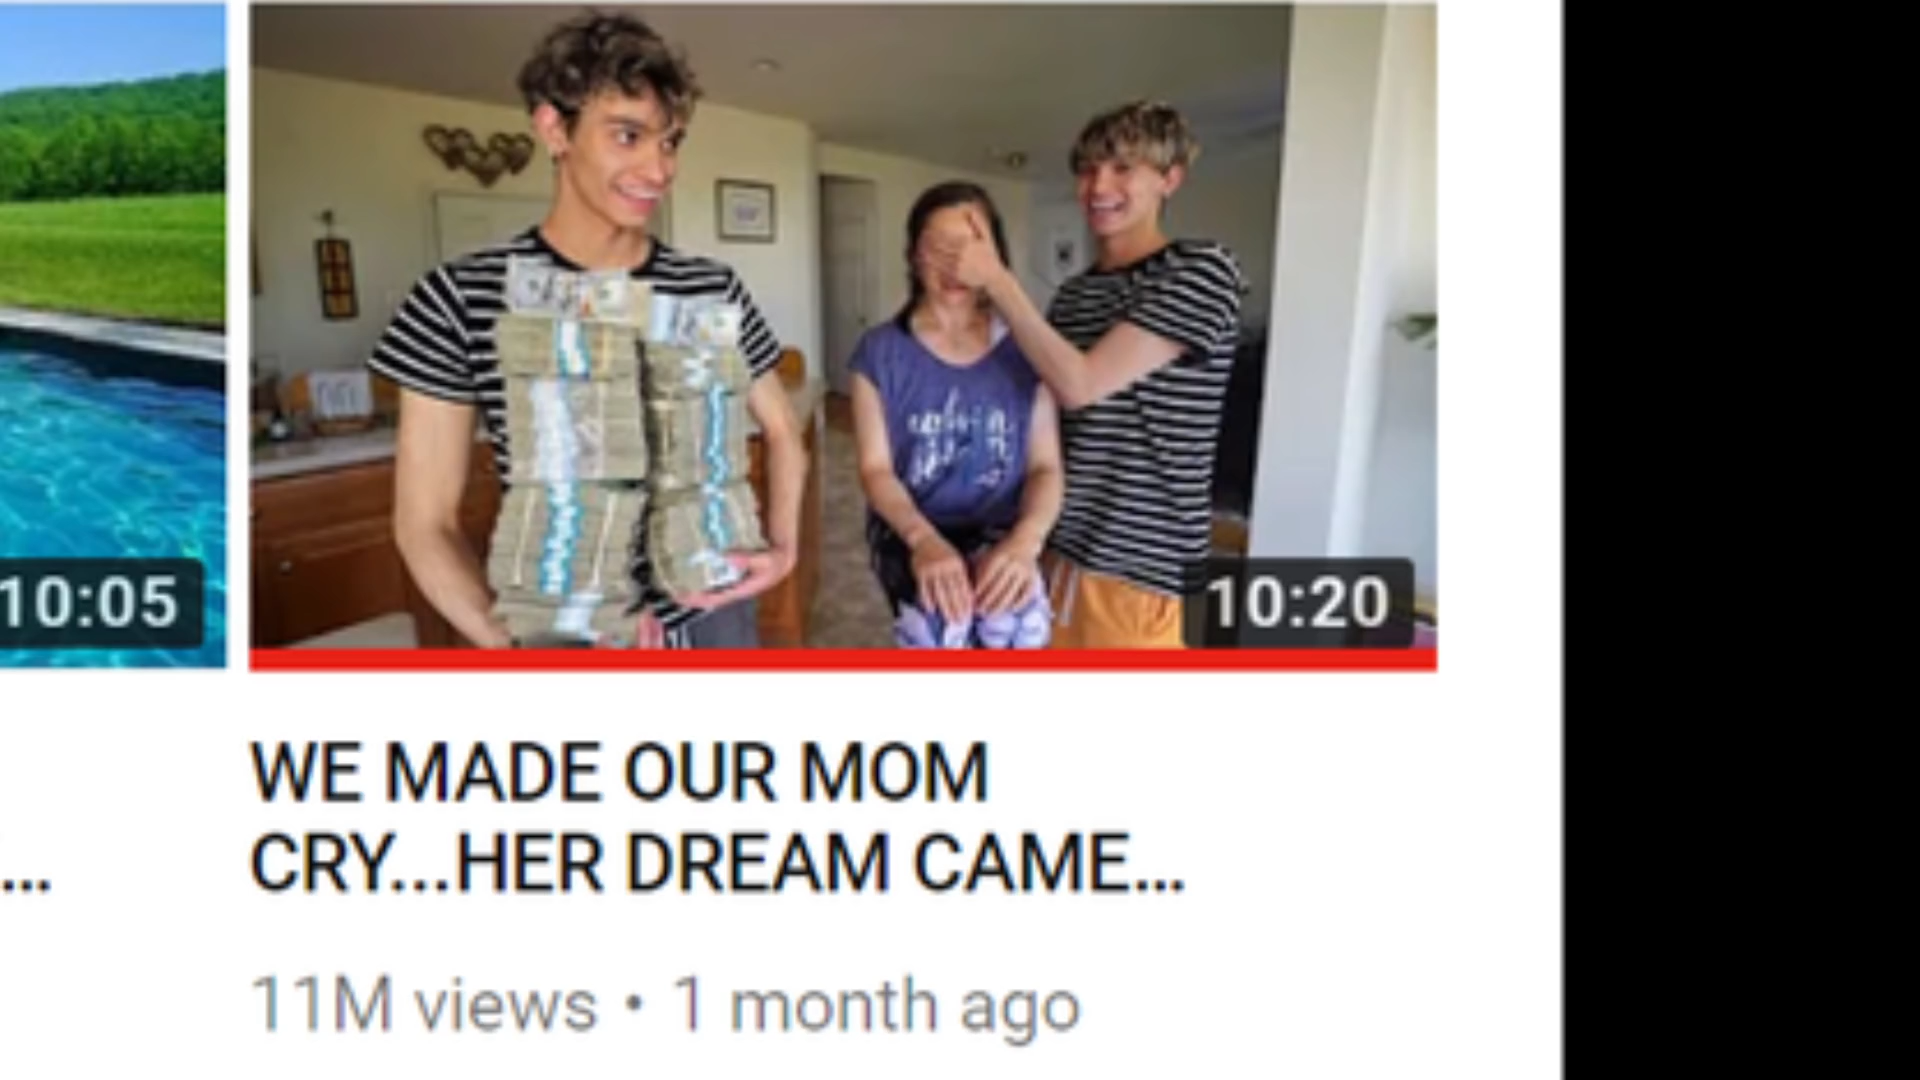 10:05
10:20
WE MADE OUR MOM
CRY...HER DREAM CAME...
...
11M views • 1 month ago